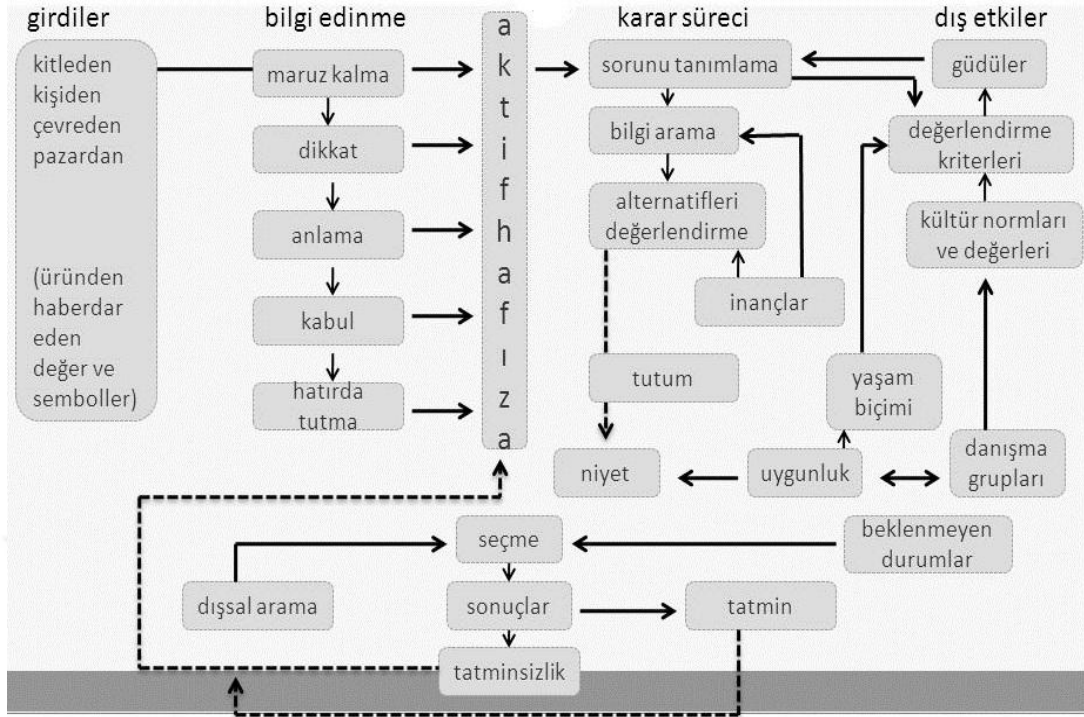 girdiler
bilgi edinme
karar süreci
dış etkiler
kitleden
kişiden
çevreden
pazardan
(üründen
haberdar
eden
değer ve
semboller)
maruz kalma
dikkat
anlama
kabul
hatırda
tutma
a
k
t
i
f
h
a
f
ı
z
a
sorunu tanımlama
bilgi arama
alternatifleri
değerlendirme
inançlar
tutum
niyet
uygunluk
güdüler
değerlendirme
kriterleri
kültür normları
ve değerleri
yaşam
biçimi
danışma
grupları
seçme
beklenmeyen
durumlar
dışsal arama
sonuçlar
tatmin
tatminsizlik